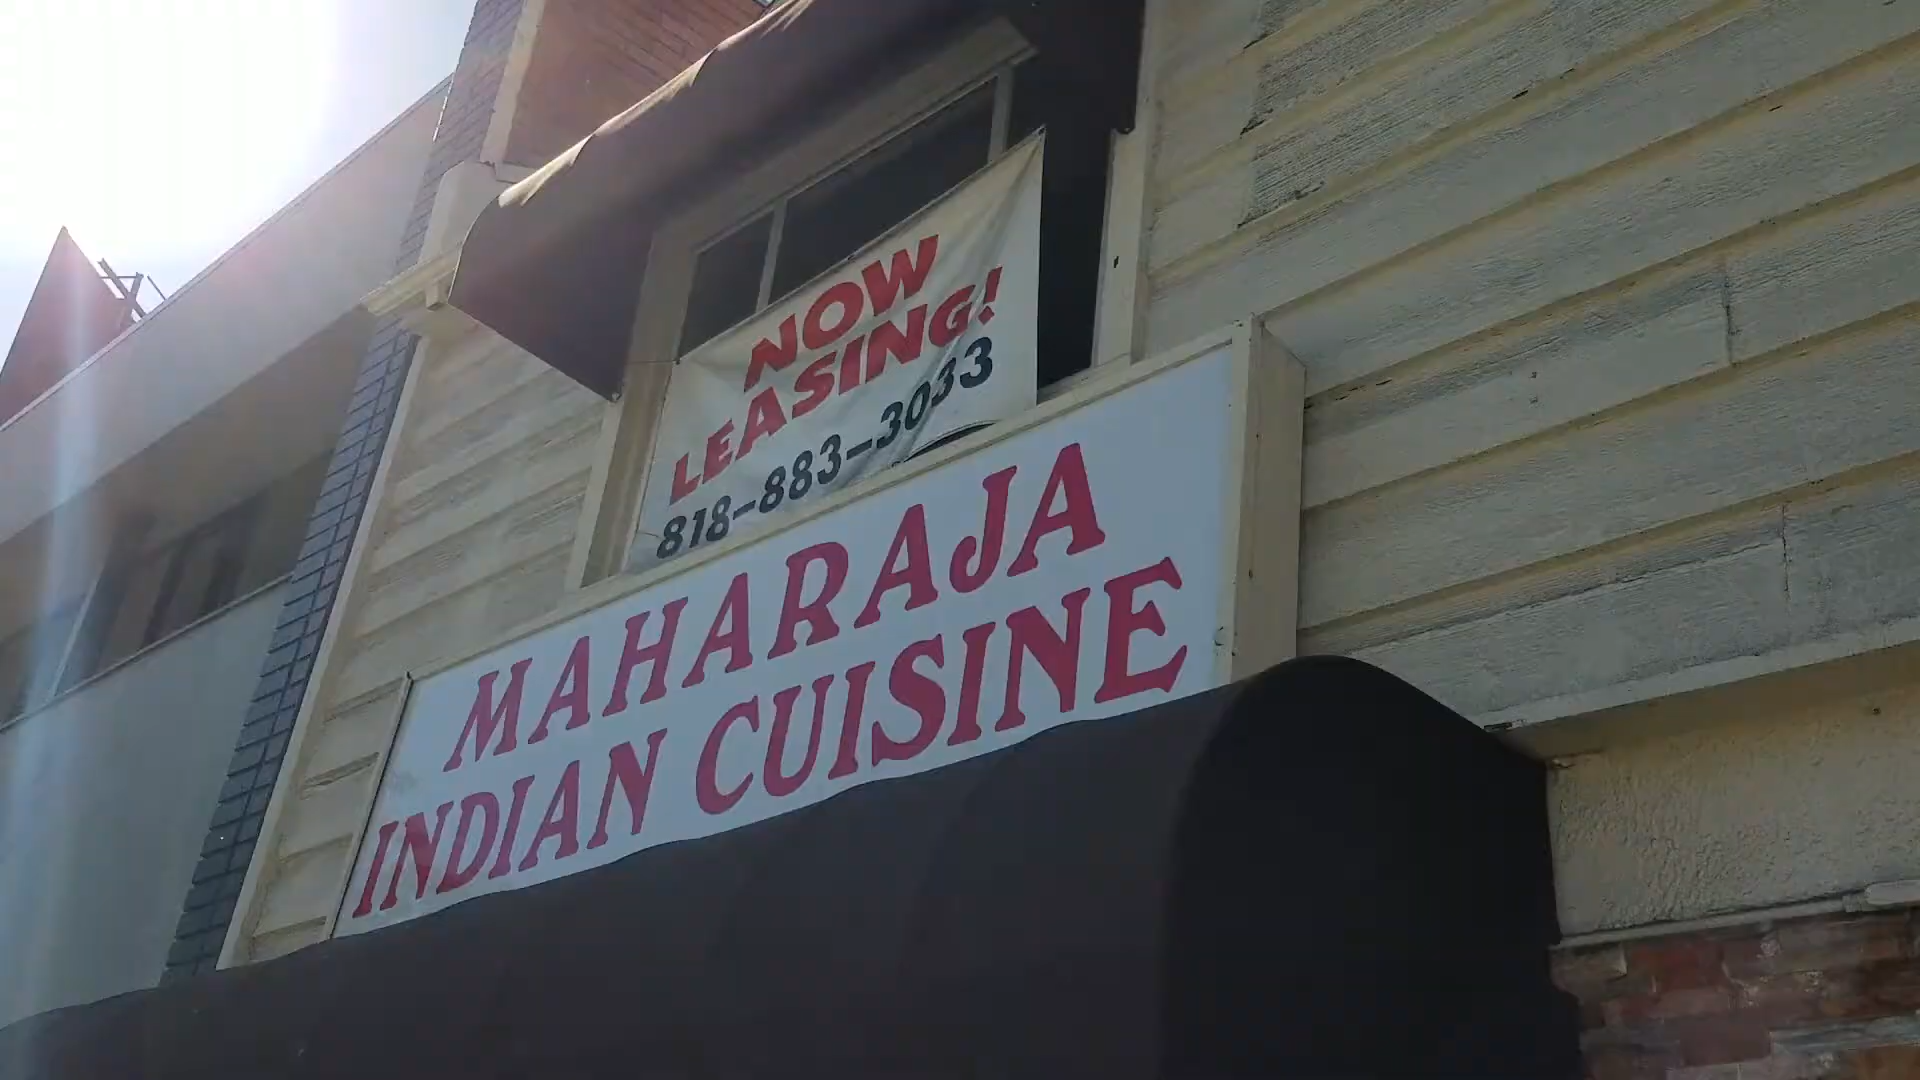 NOW
LEASING!
818-883-3033
MAHARAJA
INDIAN CUISINE